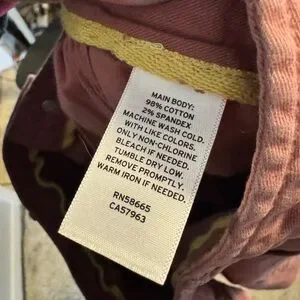 MAIN BODY:
98% COTTON
2% SPANDEX
MACHINE WASH COLD.
WITH LIKE COLORS.
ONLY NON-CHLORINE
BLEACH IF NEEDED.
TUMBLE DRY LOW.
REMOVE PROMPTLY.
WARM IRON IF NEEDED.
RN58665
CA57963